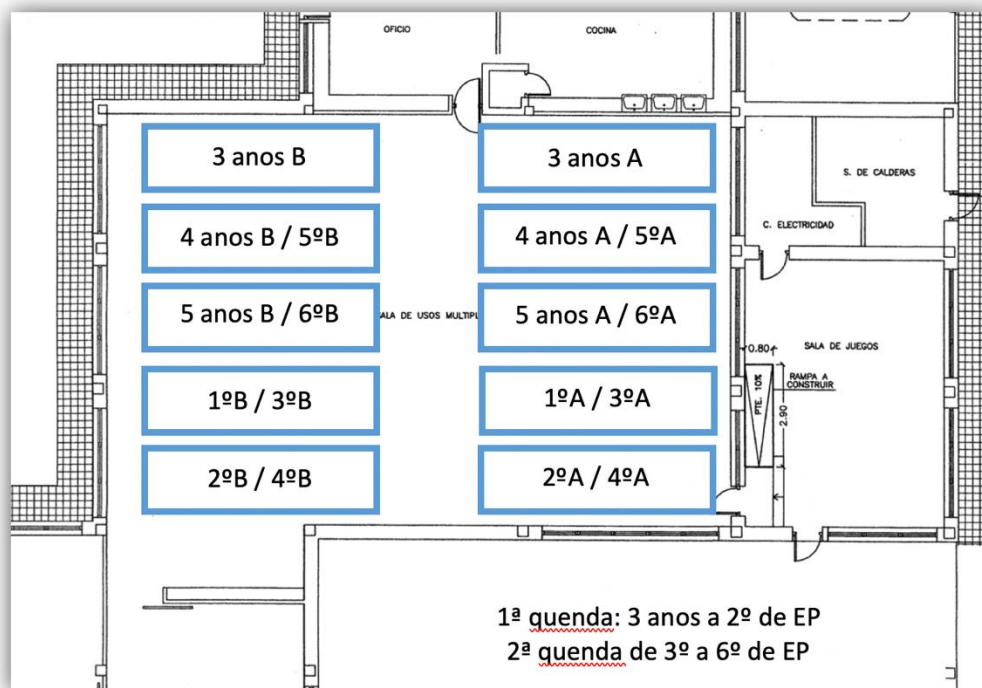 OFICIO
COCINA
3 anos B
3 anos A
S. DE CALDERAS
4 anos B / 5ºB
4 anos A / 5ºA
C. ELECTRICIDAD
5 anos B / 6ºB
ALA DE USOS MULTIPL
5 anos A / 6ºA
SALA DE JUEGOS
0.80
RAMPA A
CONSTRUIR
PTE. 10%
2.90
1ºB / 3ºB
1ºA / 3ºA
2ºB / 4ºB
2ºA / 4ºA
1ª quenda: 3 anos a 2º de EP
2ª quenda de 3º a 6º de EP